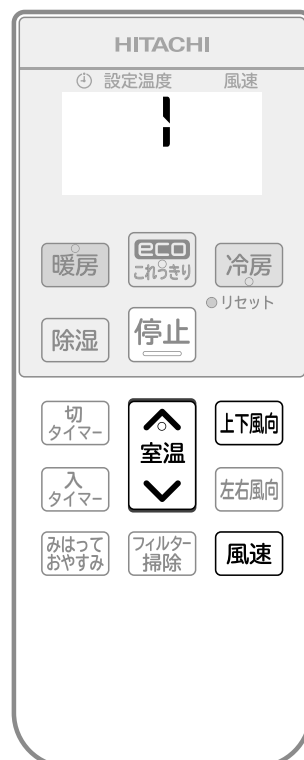 HITACHI
設定温度 風速
1
暖房 eco これっきり 冷房
リセット
除湿 停止
切タイマー 室温 上下風向
入タイマー 左右風向
みはっておやすみ フィルター掃除 風速